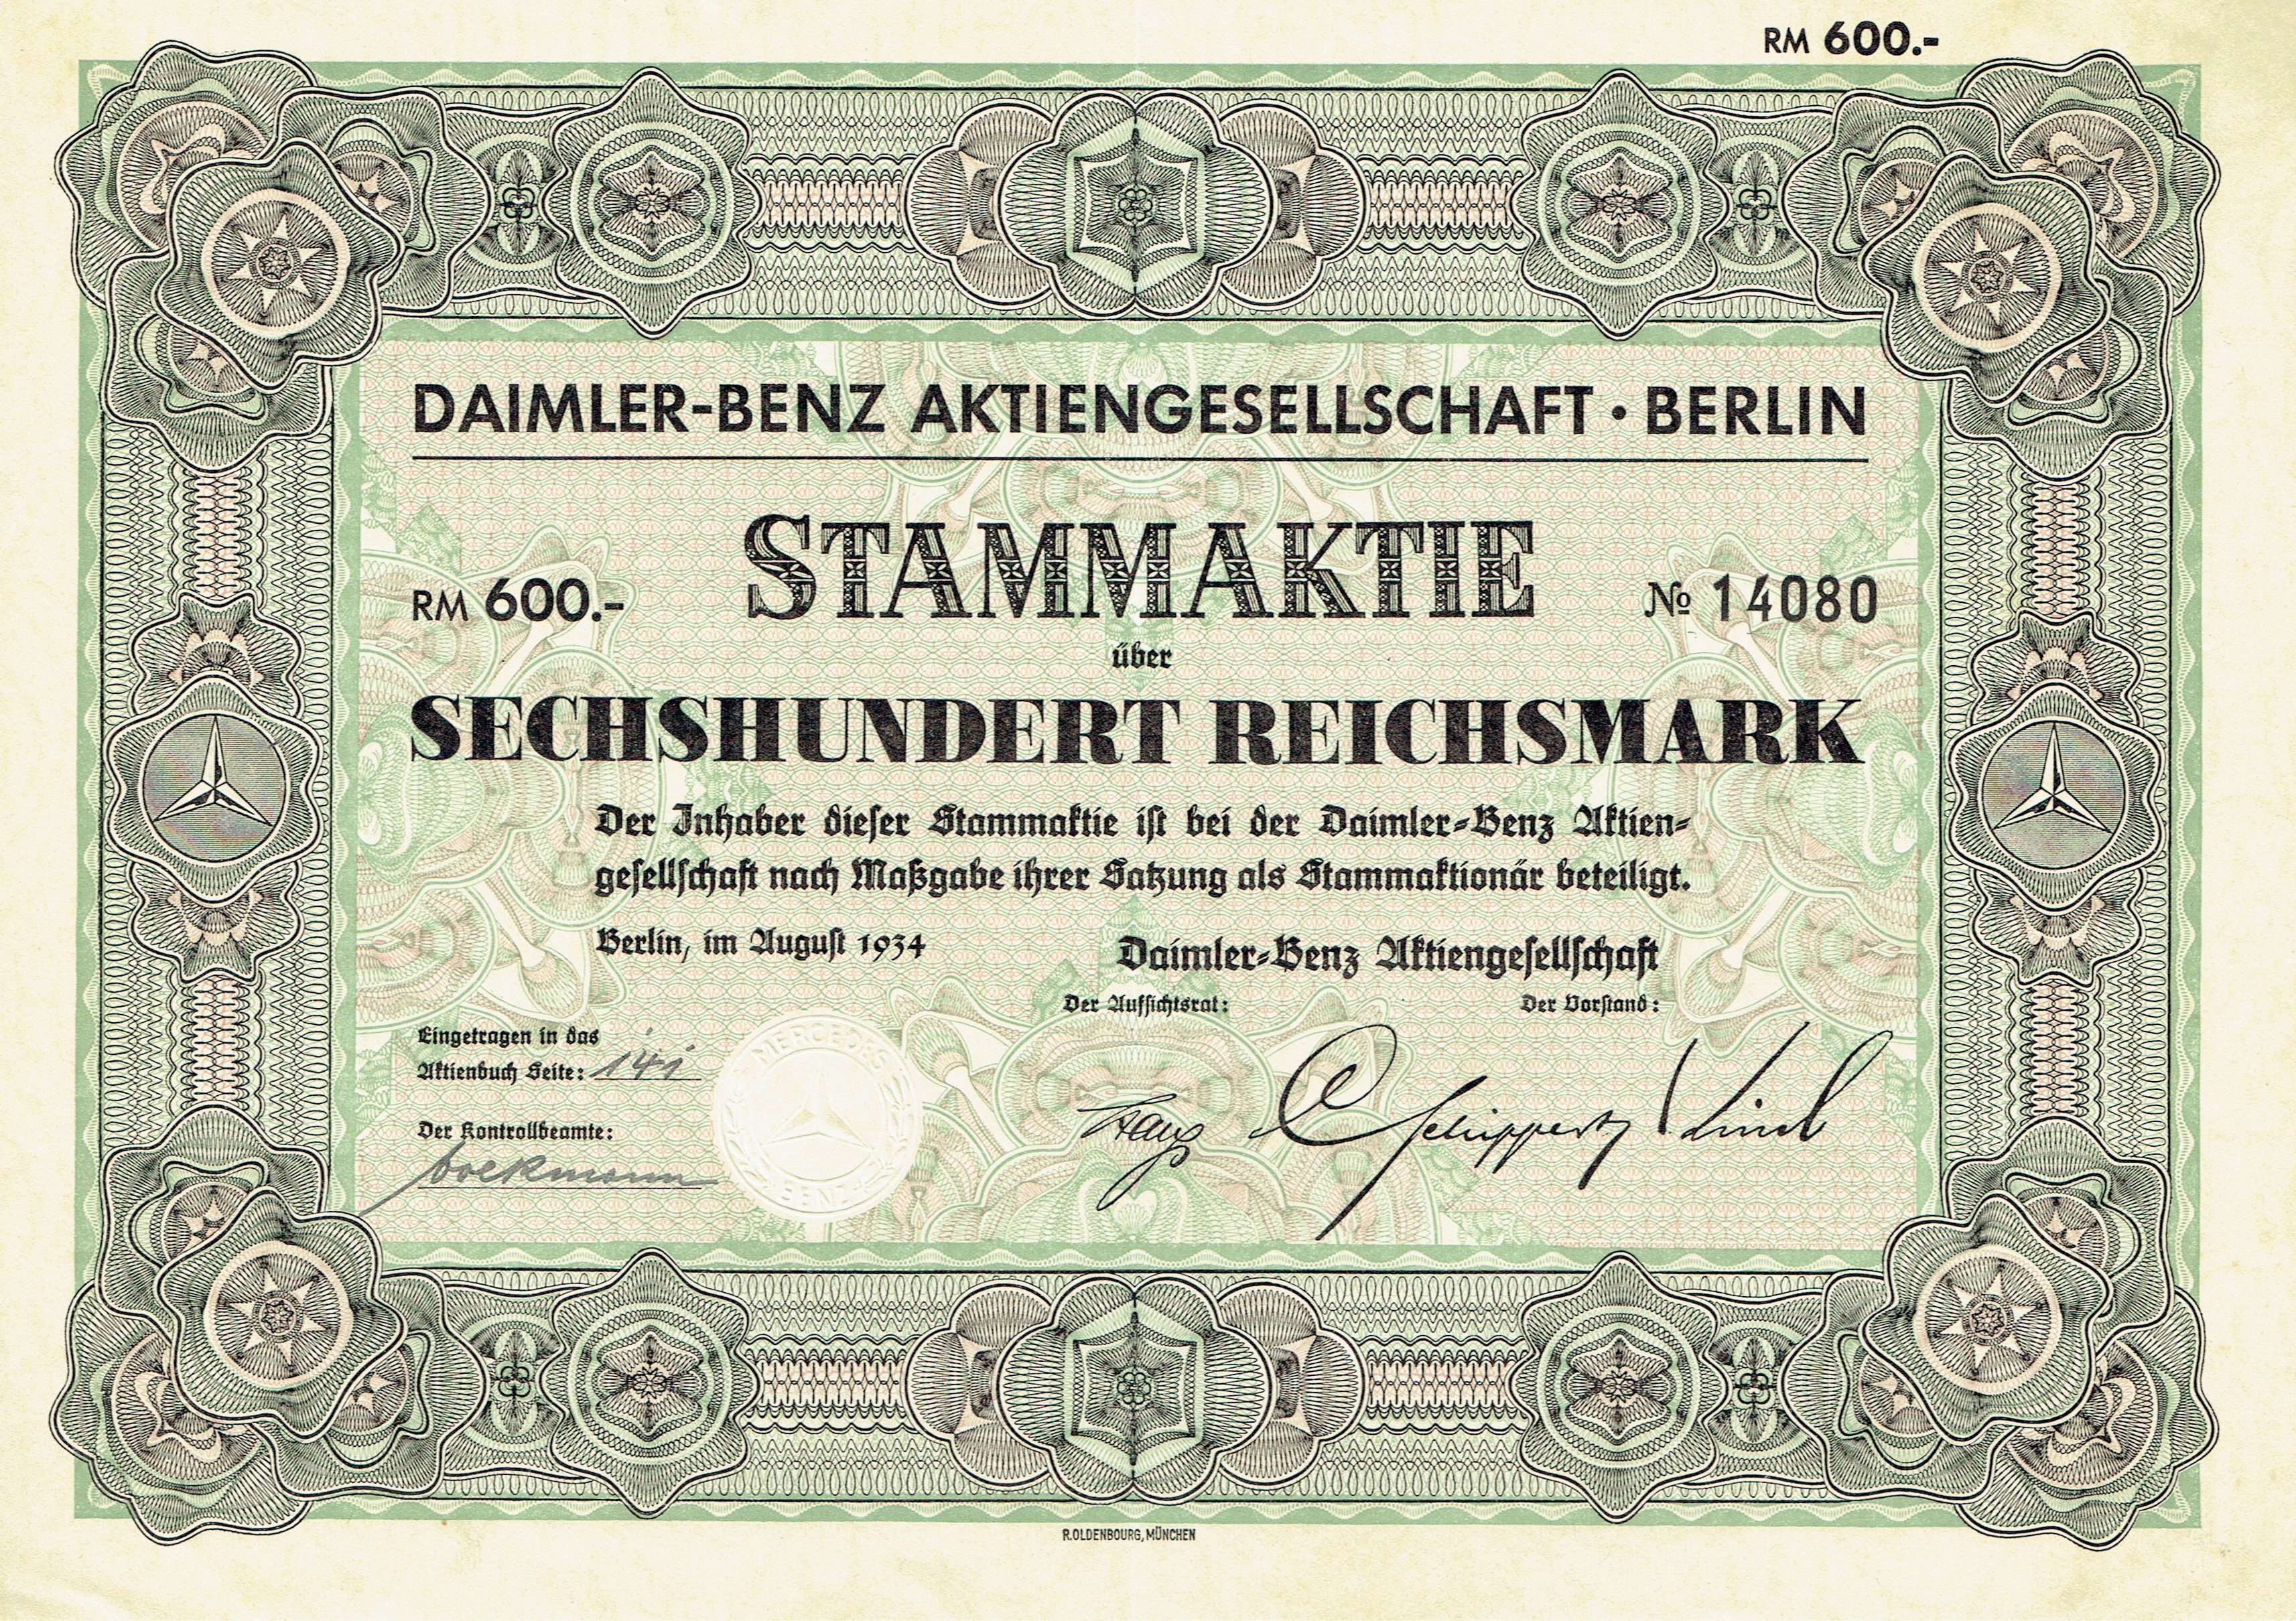 RM 600.-
DAIMLER-BENZ AKTIENGESELLSCHAFT • BERLIN
STAMMAKTIE
RM 600.-
No 14080
über
SECHSHUNDERT REICHSMARK
Der Inhaber dieser Stammaktie ist bei der Daimler-Benz Aktien-
gesellschaft nach Maßgabe ihrer Satzung als Stammaktionär beteiligt.
Berlin, im August 1934
Daimler-Benz Aktiengesellschaft
Der Aufsichtsrat:
Der Vorstand:
Eingetragen in das
Aktienbuch Seite: 141
Der Kontrollbeamte:
MERCEDES
BENZ
Schippert
R.OLDENBOURG, MÜNCHEN